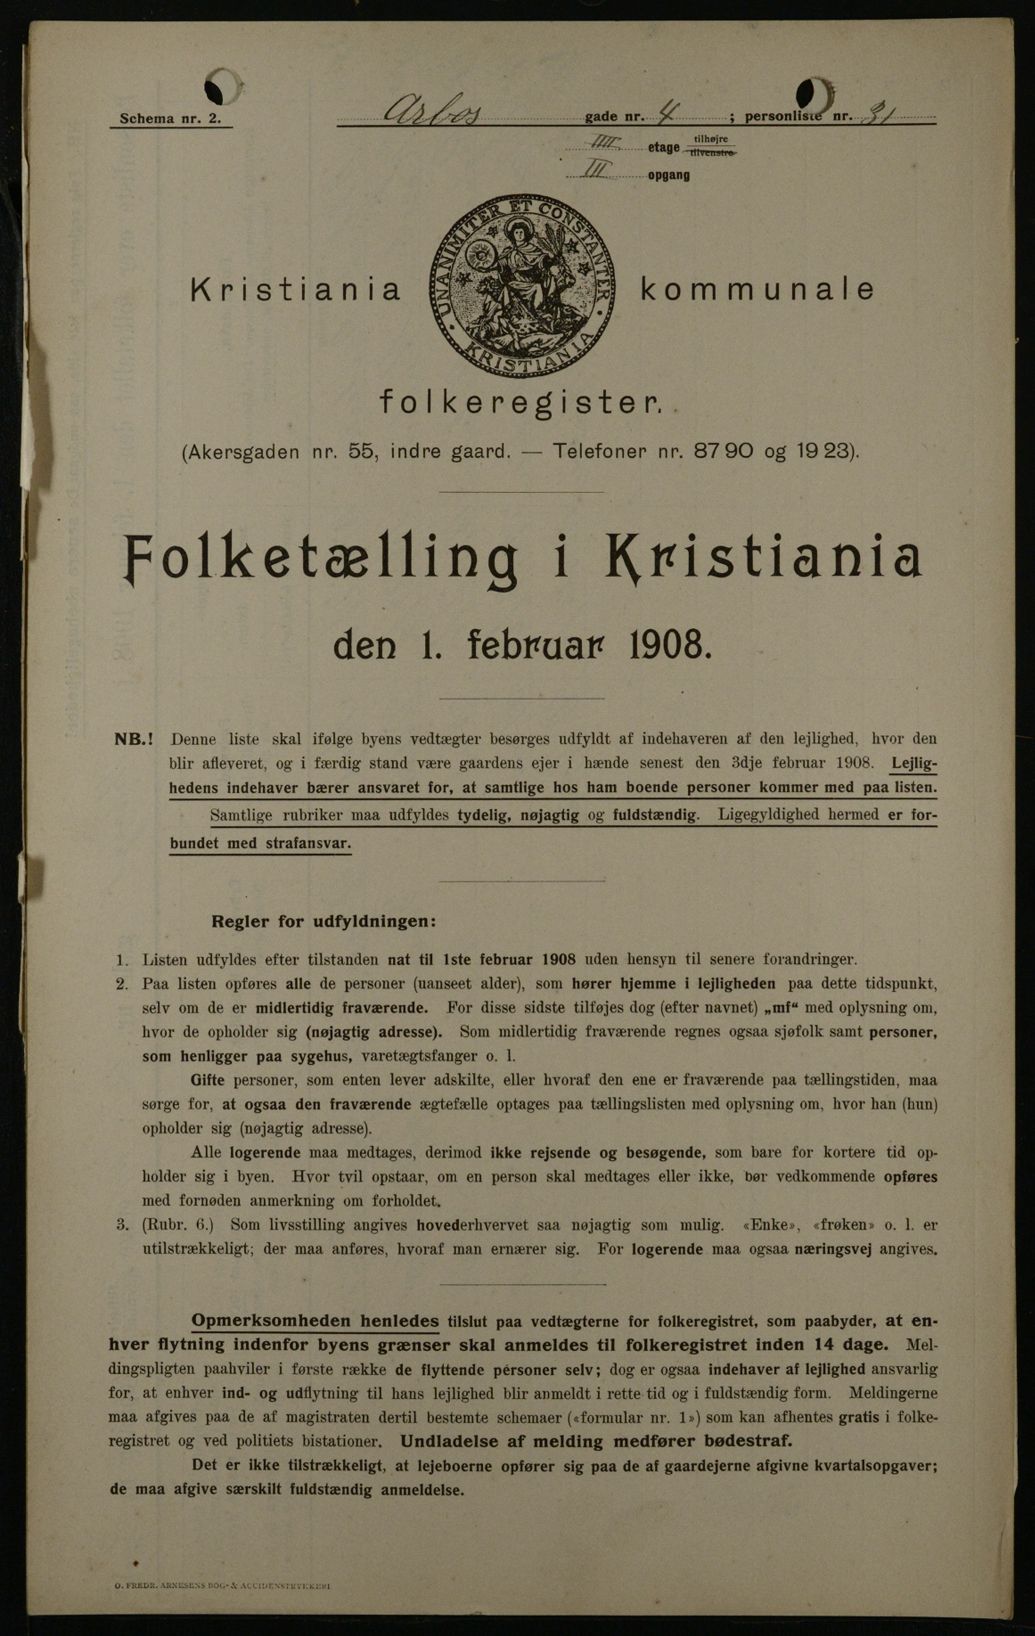 Schema nr. 2.
Arbos gade nr. 4 ; personliste nr. 31
IIII etage tilhøjre tilvenstre
III opgang
UNANIMITER ET CONSTANTER
KRISTIANIA
Kristiania kommunale
folkeregister.
(Akersgaden nr. 55, indre gaard. — Telefoner nr. 87 90 og 19 23).
Folketælling i Kristiania
den 1. februar 1908.
NB.! Denne liste skal ifølge byens vedtægter besørges udfyldt af indehaveren af den lejlighed, hvor den
blir afleveret, og i færdig stand være gaardens ejer i hænde senest den 3dje februar 1908. Lejlig-
hedens indehaver bærer ansvaret for, at samtlige hos ham boende personer kommer med paa listen.
Samtlige rubriker maa udfyldes tydelig, nøjagtig og fuldstændig. Ligegyldighed hermed er for-
bundet med strafansvar.
Regler for udfyldningen:
1. Listen udfyldes efter tilstanden nat til 1ste februar 1908 uden hensyn til senere forandringer.
2. Paa listen opføres alle de personer (uanseet alder), som hører hjemme i lejligheden paa dette tidspunkt,
selv om de er midlertidig fraværende. For disse sidste tilføjes dog (efter navnet) „mf“ med oplysning om,
hvor de opholder sig (nøjagtig adresse). Som midlertidig fraværende regnes ogsaa sjøfolk samt personer,
som henligger paa sygehus, varetægtsfanger o. l.
Gifte personer, som enten lever adskilte, eller hvoraf den ene er fraværende paa tællingstiden, maa
sørge for, at ogsaa den fraværende ægtefælle optages paa tællingslisten med oplysning om, hvor han (hun)
opholder sig (nøjagtig adresse).
Alle logerende maa medtages, derimod ikke rejsende og besøgende, som bare for kortere tid op-
holder sig i byen. Hvor tvil opstaar, om en person skal medtages eller ikke, bør vedkommende opføres
med fornøden anmerkning om forholdet.
3. (Rubr. 6.) Som livsstilling angives hovederhvervet saa nøjagtig som mulig. «Enke», «frøken» o. l. er
utilstrækkeligt; der maa anføres, hvoraf man ernærer sig. For logerende maa ogsaa næringsvej angives.
Opmerksomheden henledes tilslut paa vedtægterne for folkeregistret, som paabyder, at en-
hver flytning indenfor byens grænser skal anmeldes til folkeregistret inden 14 dage. Mel-
dingspligten paahviler i første række de flyttende personer selv; dog er ogsaa indehaver af lejlighed ansvarlig
for, at enhver ind- og udflytning til hans lejlighed blir anmeldt i rette tid og i fuldstændig form. Meldingerne
maa afgives paa de af magistraten dertil bestemte schemaer («formular nr. 1») som kan afhentes gratis i folke-
registret og ved politiets bistationer. Undladelse af melding medfører bødestraf.
Det er ikke tilstrækkeligt, at lejeboerne opfører sig paa de af gaardejerne afgivne kvartalsopgaver;
de maa afgive særskilt fuldstændig anmeldelse.
O. FREDR. ARNESENS BOG- & ACCIDENSTRYKKERI